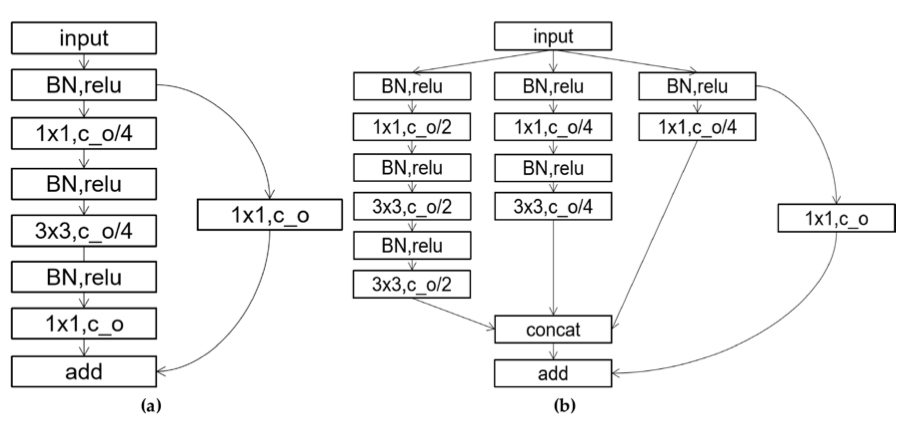 input
BN,relu
1x1,c_o/4
BN,relu
3x3,c_o/4
BN,relu
1x1,c_o
add
1x1,c_o
(a)
input
BN,relu
1x1,c_o/2
BN,relu
3x3,c_o/2
BN,relu
3x3,c_o/2
BN,relu
1x1,c_o/4
BN,relu
3x3,c_o/4
BN,relu
1x1,c_o/4
1x1,c_o
concat
add
(b)